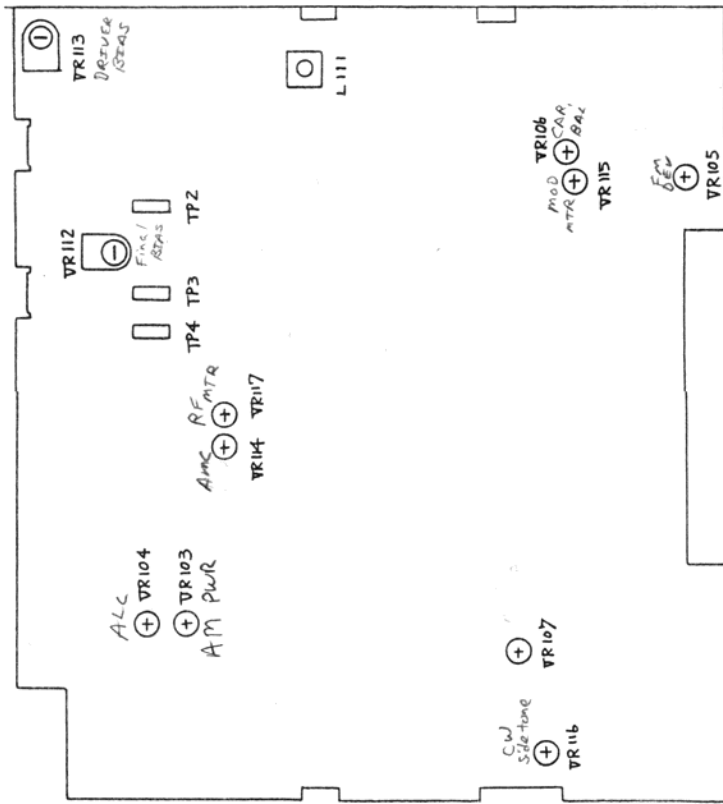 VR113
DRIVER
BIAS
L111
VR106
CAR.
BAL
MOD
MTR
VR115
FM
DEV
VR105
VR112
Final
BIAS
TP2
TP3
TP4
RF MTR
VR117
AMC
VR114
ALC
VR104
VR103
AM PWR
VR107
CW
Side tone
VR116